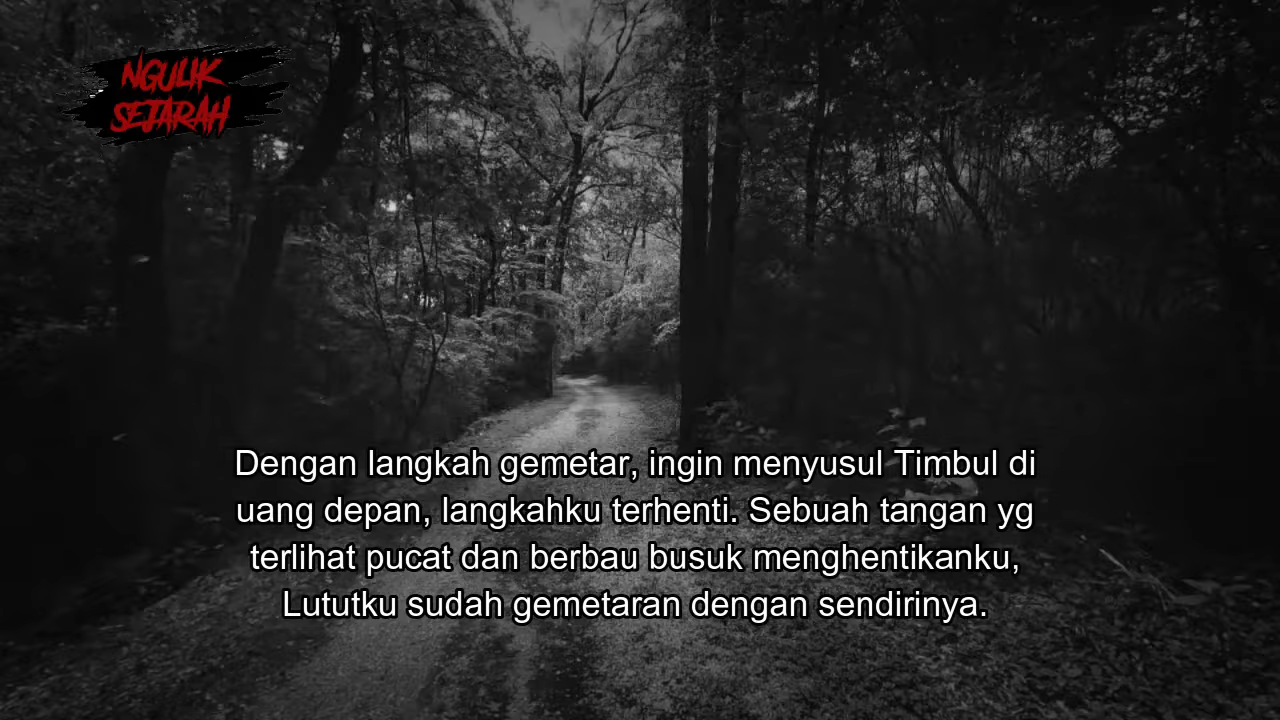 NGULIK
SEJARAH
Dengan langkah gemetar, ingin menyusul Timbul di
uang depan, langkahku terhenti. Sebuah tangan yg
terlihat pucat dan berbau busuk menghentikanku,
Lututku sudah gemetaran dengan sendirinya.